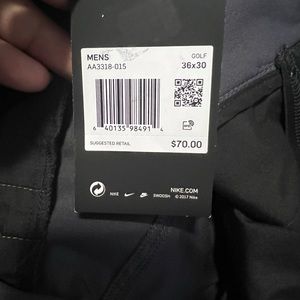 MENS
GOLF
AA3318-015
36x30
6 40135 98491 4
SUGGESTED RETAIL
$70.00
NIKE
SWOOSH
NIKE.COM
© 2017 Nike